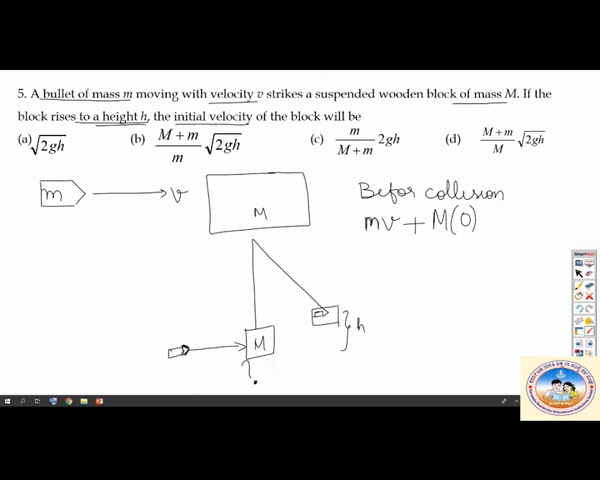 5. A bullet of mass m moving with velocity v strikes a suspended wooden block of mass M. If the
block rises to a height h, the initial velocity of the block will be
(a) √2gh (b) M + m / m √2gh (c) m / M + m 2gh (d) M + m / M √2gh
m v M Befor collision
mv + M(0)
h
M
?